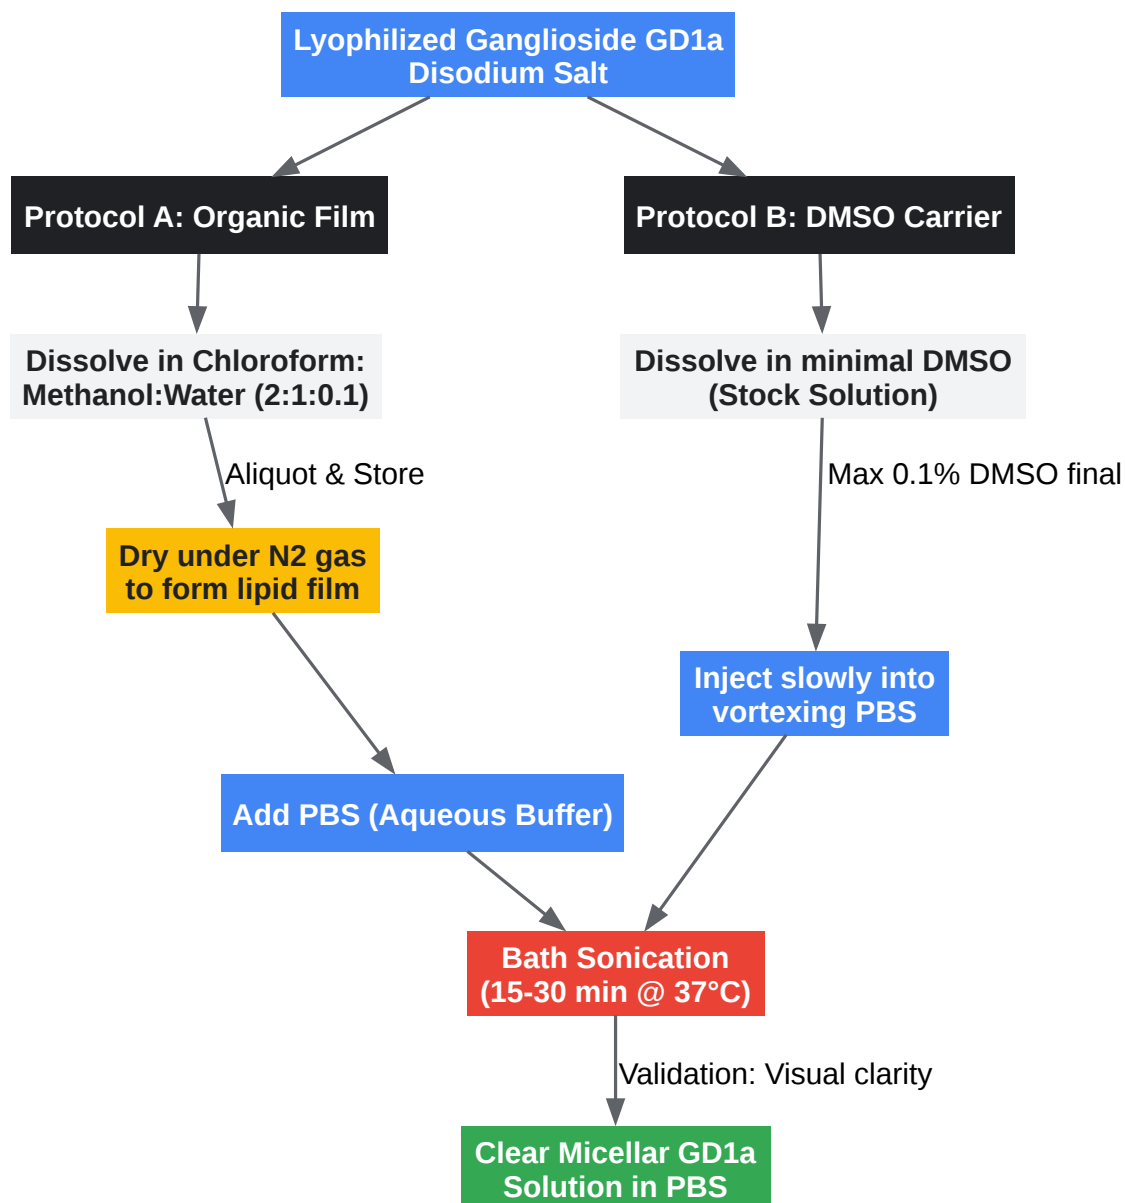 Lyophilized Ganglioside GD1a
Disodium Salt
Protocol A: Organic Film
Protocol B: DMSO Carrier
Dissolve in Chloroform:
Methanol:Water (2:1:0.1)
Dissolve in minimal DMSO
(Stock Solution)
Aliquot & Store
Max 0.1% DMSO final
Dry under N2 gas
to form lipid film
Inject slowly into
vortexing PBS
Add PBS (Aqueous Buffer)
Bath Sonication
(15-30 min @ 37°C)
Validation: Visual clarity
Clear Micellar GD1a
Solution in PBS